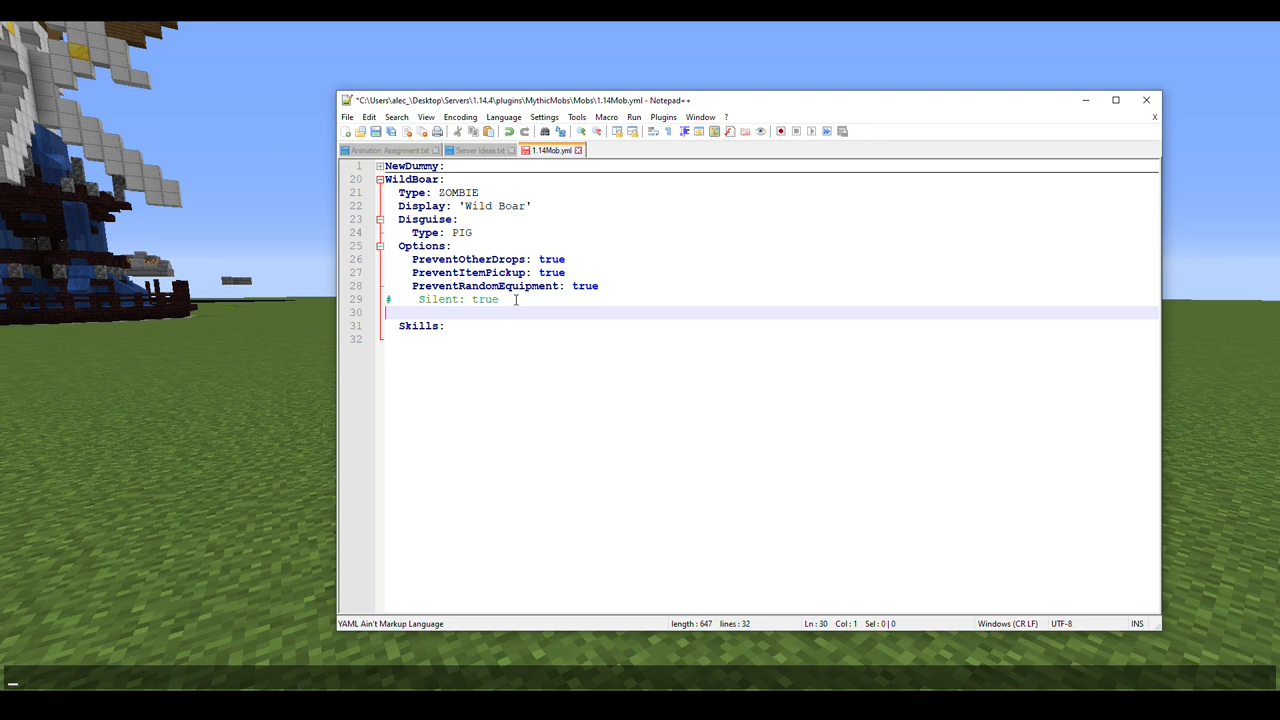 *C:\Users\alec_\Desktop\Servers\1.14.4\plugins\MythicMobs\Mobs\1.14Mob.yml - Notepad++
File Edit Search View Encoding Language Settings Tools Macro Run Plugins Window ? X
Animation Assignment.txt Server Ideas.txt 1.14Mob.yml
1 NewDummy:
20 WildBoar:
21 Type: ZOMBIE
22 Display: 'Wild Boar'
23 Disguise:
24 Type: PIG
25 Options:
26 PreventOtherDrops: true
27 PreventItemPickup: true
28 PreventRandomEquipment: true
29 # Silent: true
30
31 Skills:
32
YAML Ain't Markup Language length : 647 lines : 32 Ln : 30 Col : 1 Sel : 0 | 0 Windows (CR LF) UTF-8 INS